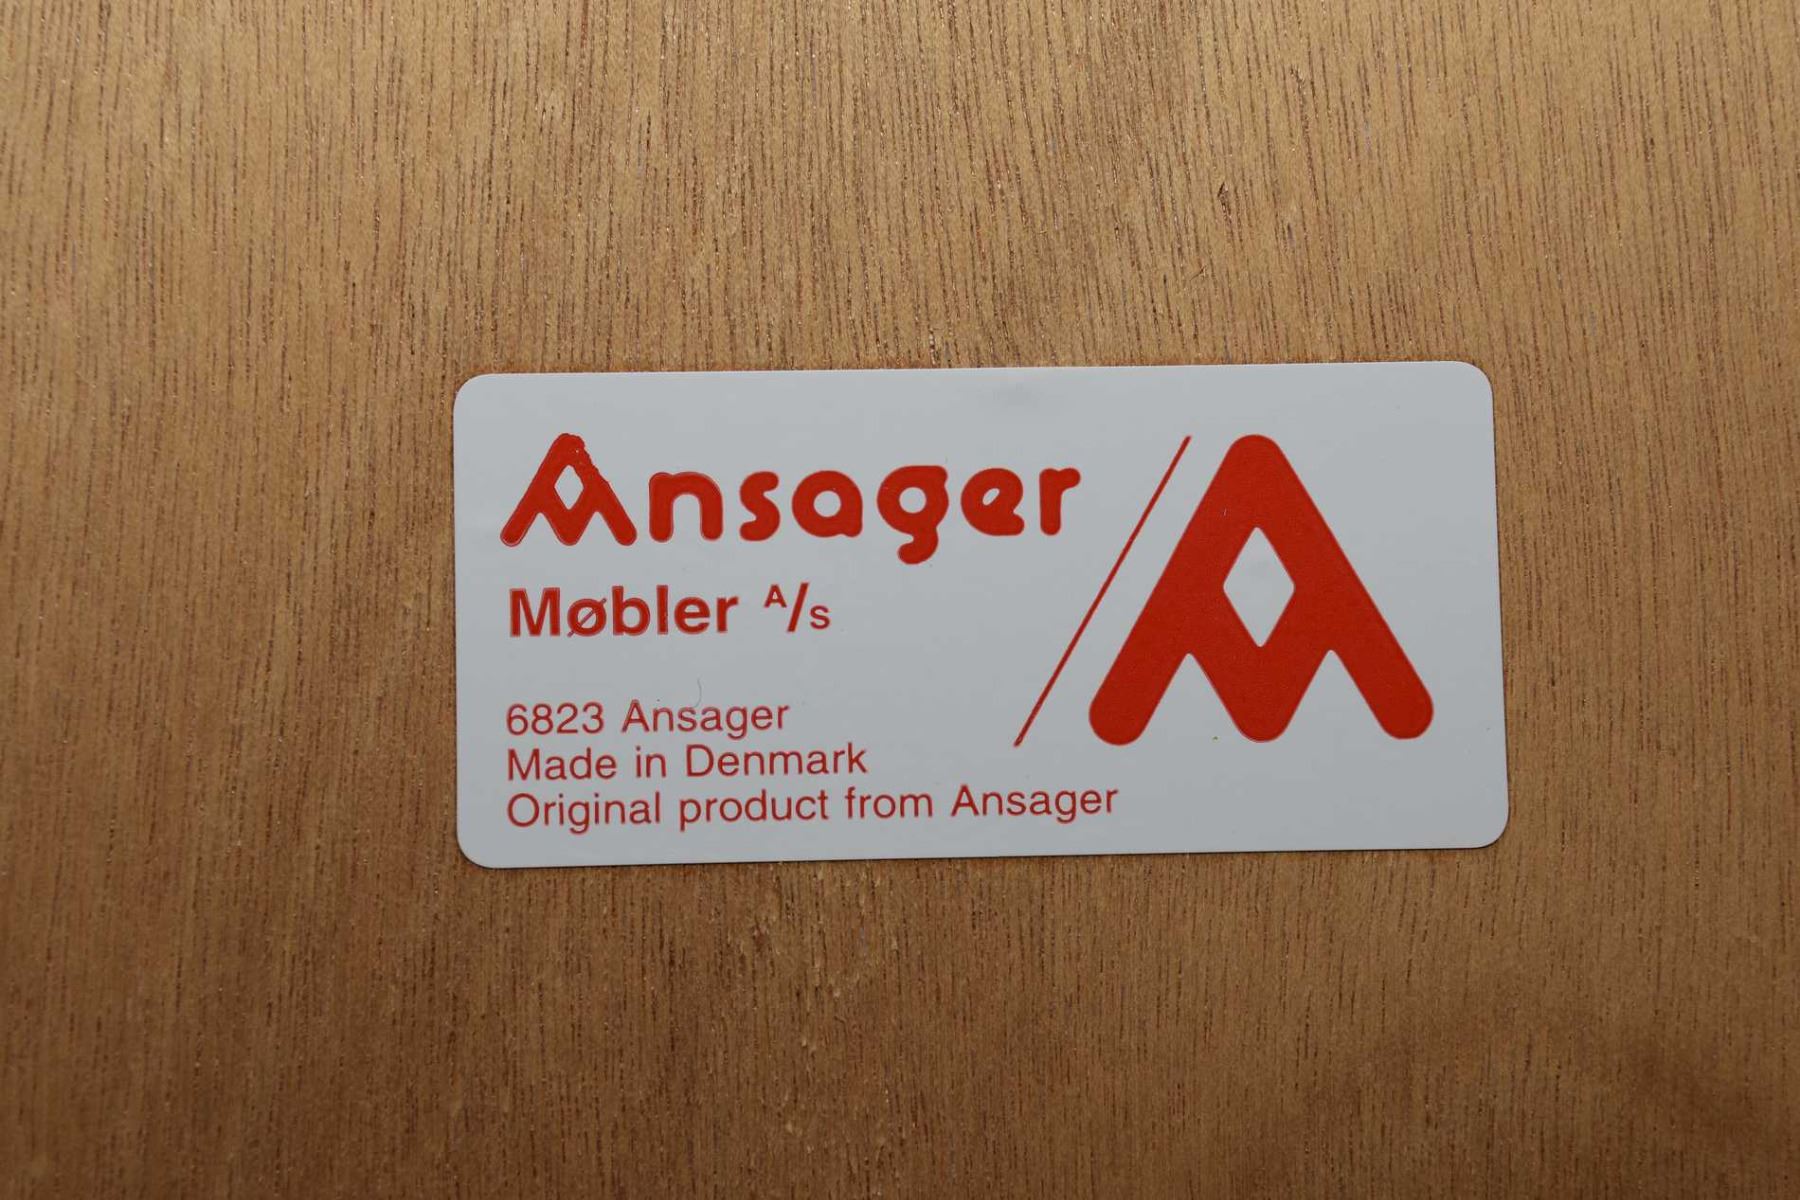 Ansager
Møbler A/s
6823 Ansager
Made in Denmark
Original product from Ansager